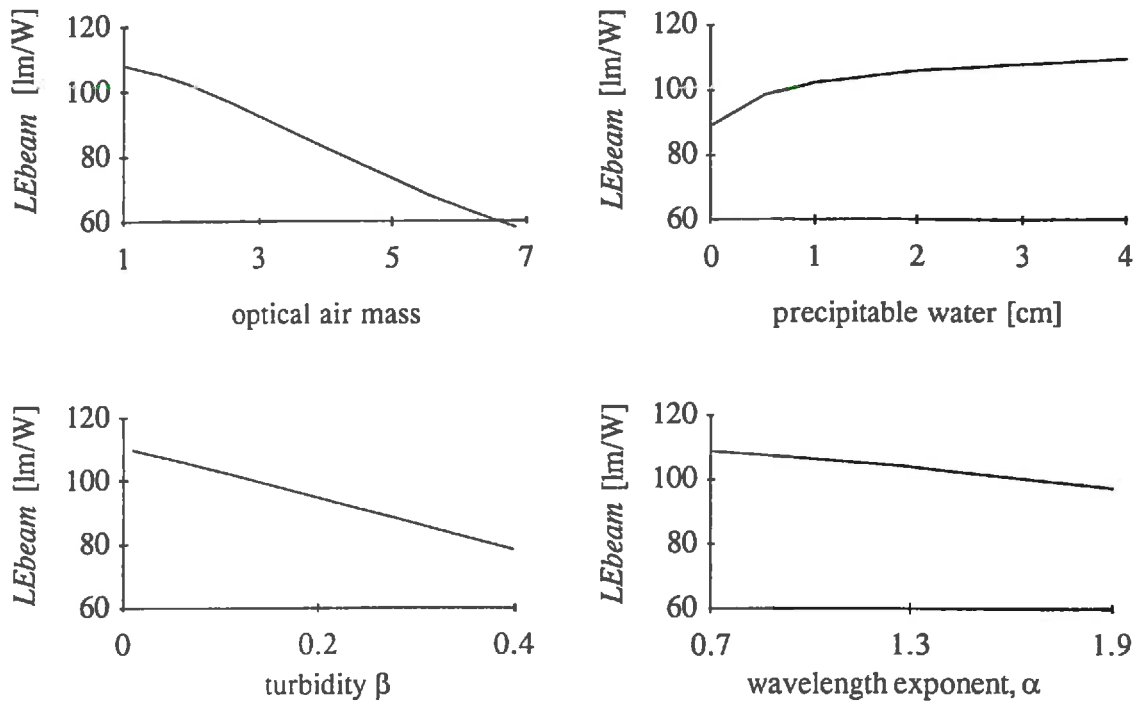 LEbeam [lm/W]
120
100
80
60
1 3 5 7
optical air mass
LEbeam [lm/W]
120
100
80
60
0 1 2 3 4
precipitable water [cm]
LEbeam [lm/W]
120
100
80
60
0 0.2 0.4
turbidity β
LEbeam [lm/W]
120
100
80
60
0.7 1.3 1.9
wavelength exponent, α